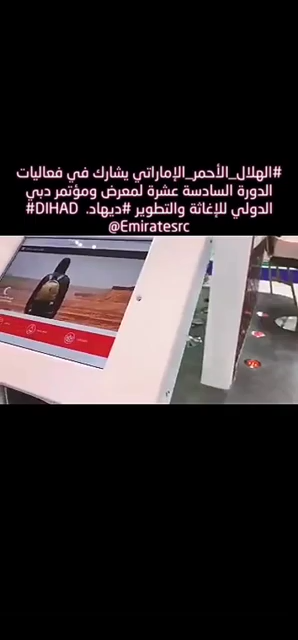 #الهلال_الأحمر_الإماراتي يشارك في فعاليات
الدورة السادسة عشرة لمعرض ومؤتمر دبي
الدولي للإغاثة والتطوير #ديهاد. DIHAD#
@Emiratesrc